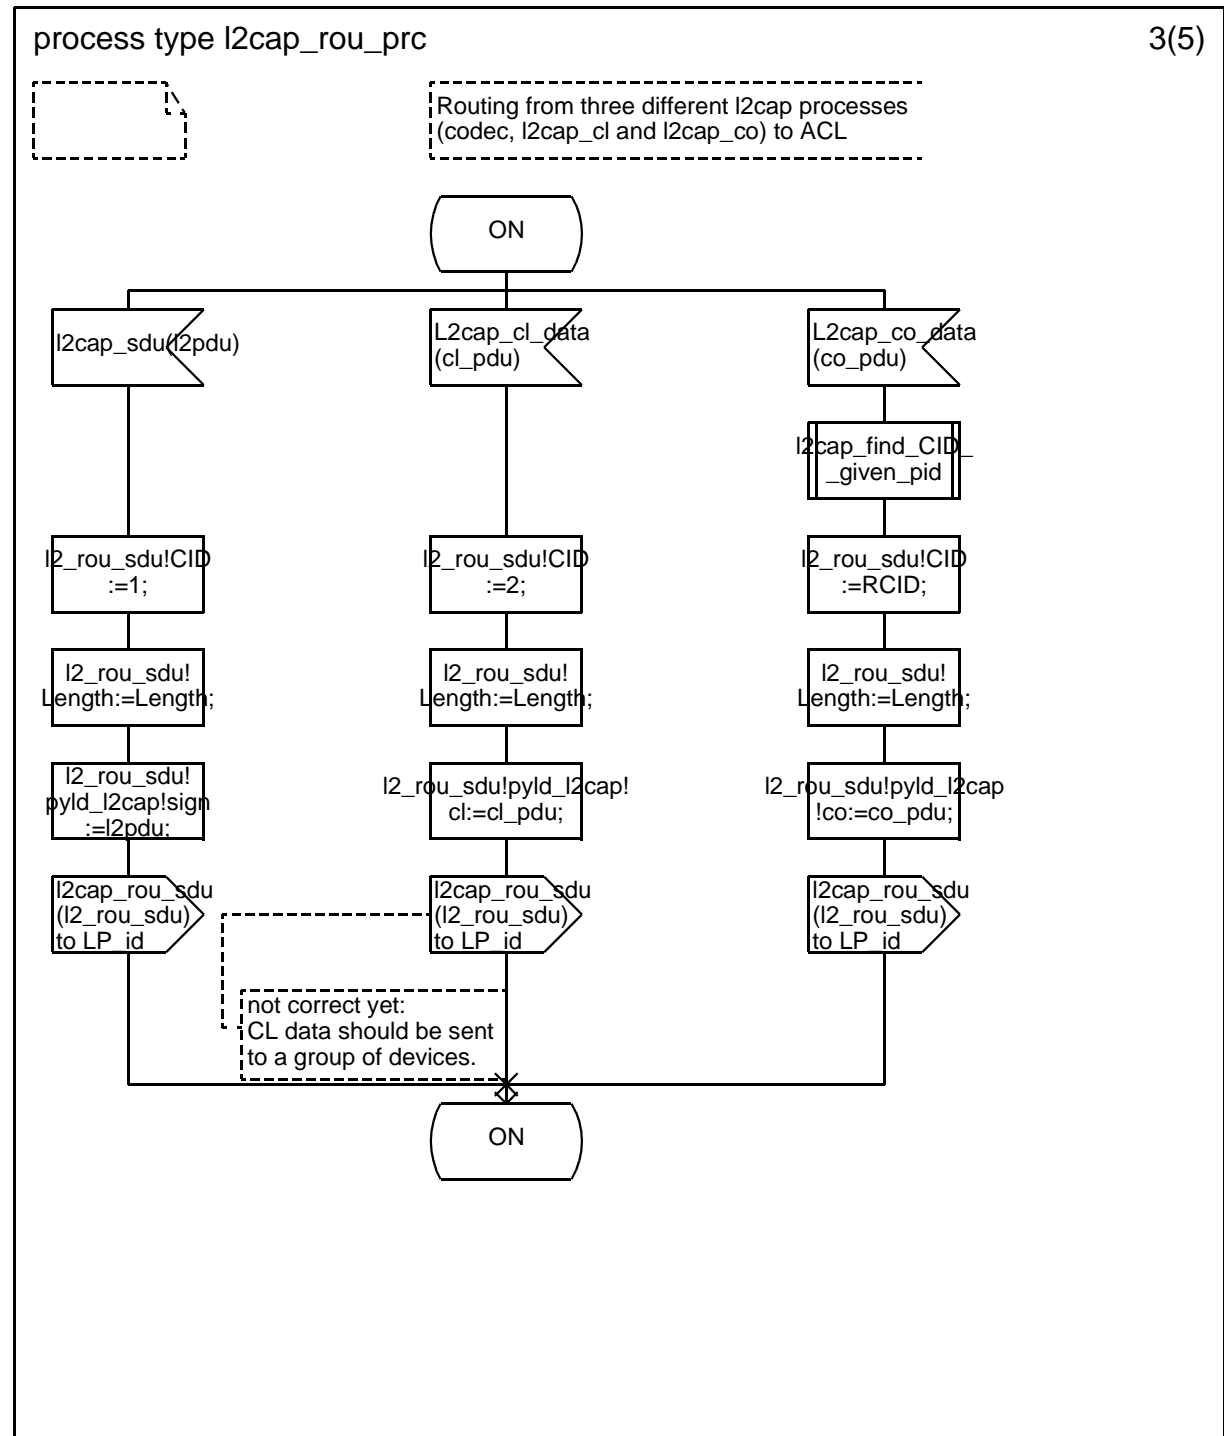 process type l2cap_rou_prc
3(5)
Routing from three different l2cap processes
(codec, l2cap_cl and l2cap_co) to ACL
ON
l2cap_sdu(l2pdu)
L2cap_cl_data
(cl_pdu)
L2cap_co_data
(co_pdu)
l2cap_find_CID_
_given_pid
l2_rou_sdu!CID
:=1;
l2_rou_sdu!CID
:=2;
l2_rou_sdu!CID
:=RCID;
l2_rou_sdu!
Length:=Length;
l2_rou_sdu!
Length:=Length;
l2_rou_sdu!
Length:=Length;
l2_rou_sdu!
pyld_l2cap!sign
:=l2pdu;
l2_rou_sdu!pyld_l2cap!
cl:=cl_pdu;
l2_rou_sdu!pyld_l2cap
!co:=co_pdu;
l2cap_rou_sdu
(l2_rou_sdu)
to LP_id
l2cap_rou_sdu
(l2_rou_sdu)
to LP_id
l2cap_rou_sdu
(l2_rou_sdu)
to LP_id
not correct yet:
CL data should be sent
to a group of devices.
ON